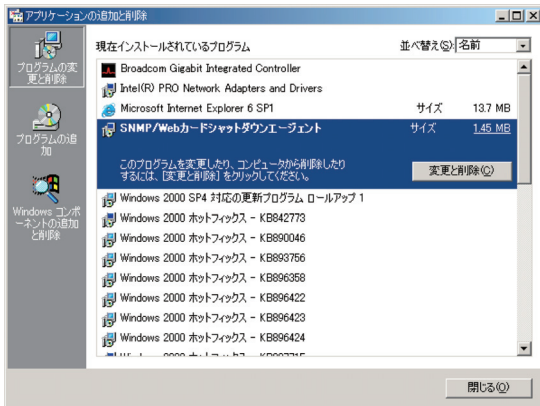 アプリケーションの追加と削除
プログラムの変
更と削除
プログラムの追
加
Windows コンポ
ーネントの追加
と削除
現在インストールされているプログラム
並べ替え(S): 名前
Broadcom Gigabit Integrated Controller
Intel(R) PRO Network Adapters and Drivers
Microsoft Internet Explorer 6 SP1 サイズ 13.7 MB
SNMP/Webカードシャットダウンエージェント サイズ 1.45 MB
このプログラムを変更したり、コンピュータから削除したり
するには、[変更と削除] をクリックしてください。
変更と削除(C)
Windows 2000 SP4 対応の更新プログラム ロールアップ 1
Windows 2000 ホットフィックス - KB842773
Windows 2000 ホットフィックス - KB890046
Windows 2000 ホットフィックス - KB893756
Windows 2000 ホットフィックス - KB896358
Windows 2000 ホットフィックス - KB896422
Windows 2000 ホットフィックス - KB896423
Windows 2000 ホットフィックス - KB896424
閉じる(O)